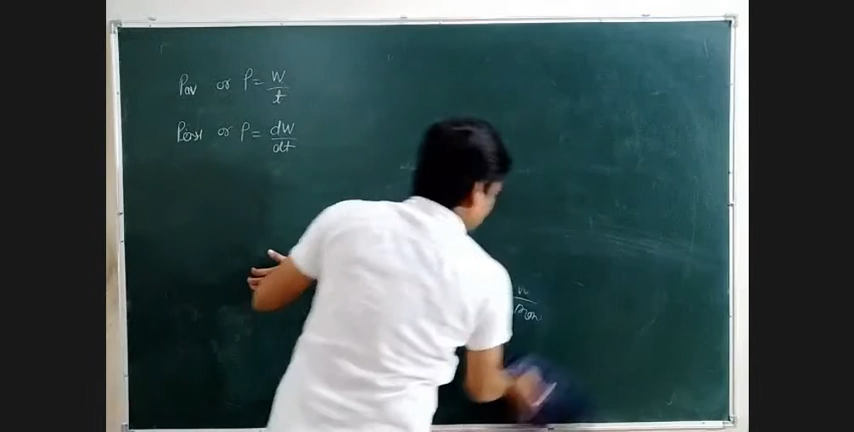 Pav or P = W/t
Pinst or P = dW/dt